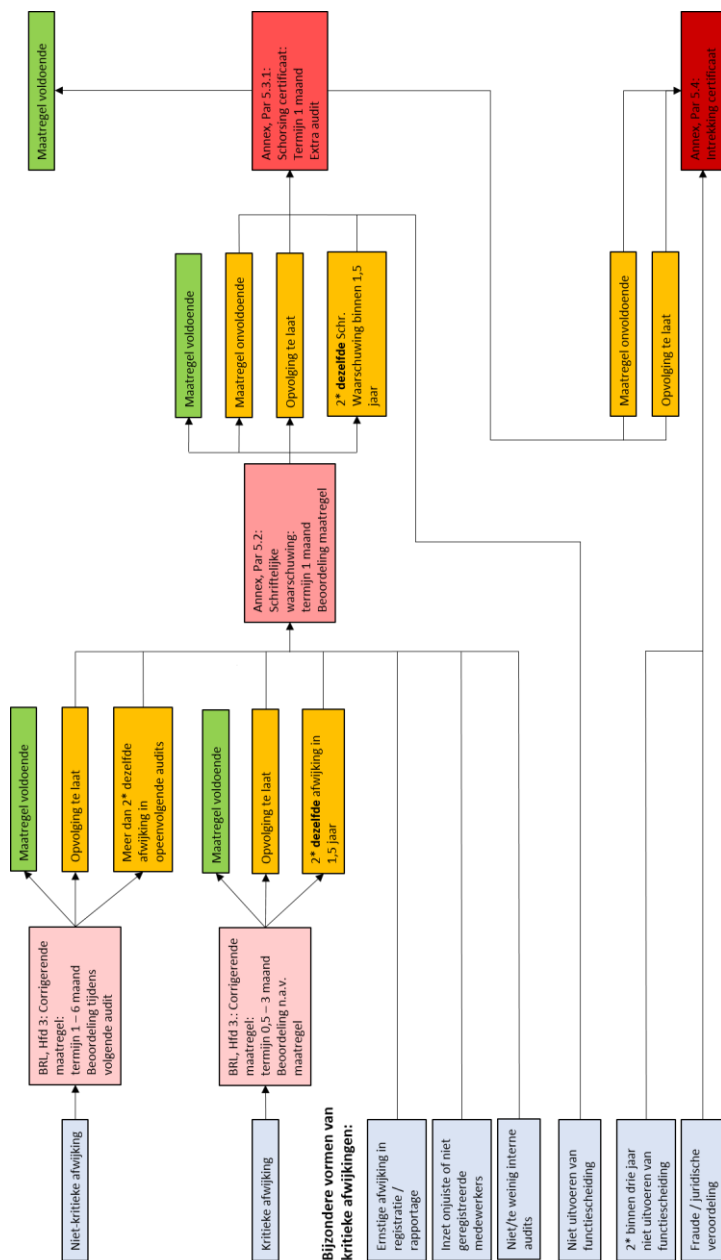 Niet-kritieke afwijking
BRL, Hfd 3: Corrigerende
maatregel:
termijn 1 – 6 maand
Beoordeling tijdens
volgende audit
Maatregel voldoende
Opvolging te laat
Meer dan 2* dezelfde
afwijking in
opeenvolgende audits
Kritieke afwijking
BRL, Hfd 3.: Corrigerende
maatregel:
termijn 0,5 – 3 maand
Beoordeling n.a.v.
maatregel
Maatregel voldoende
Opvolging te laat
2* dezelfde afwijking in
1,5 jaar
Bijzondere vormen van
kritieke afwijkingen:
Ernstige afwijking in
registratie /
rapportage
Inzet onjuiste of niet
geregistreerde
medewerkers
Niet/te weinig interne
audits
Niet uitvoeren van
functiescheiding
2* binnen drie jaar
niet uitvoeren van
functiescheiding
Fraude / juridische
veroordeling
Annex, Par 5.2:
Schriftelijke
waarschuwing:
termijn 1 maand
Beoordeling maatregel
Maatregel voldoende
Maatregel onvoldoende
Opvolging te laat
2* dezelfde Schr.
Waarschuwing binnen 1,5
jaar
Annex, Par 5.3.1:
Schorsing certificaat:
Termijn 1 maand
Extra audit
Maatregel voldoende
Maatregel onvoldoende
Opvolging te laat
Annex, Par 5.4:
Intrekking certificaat